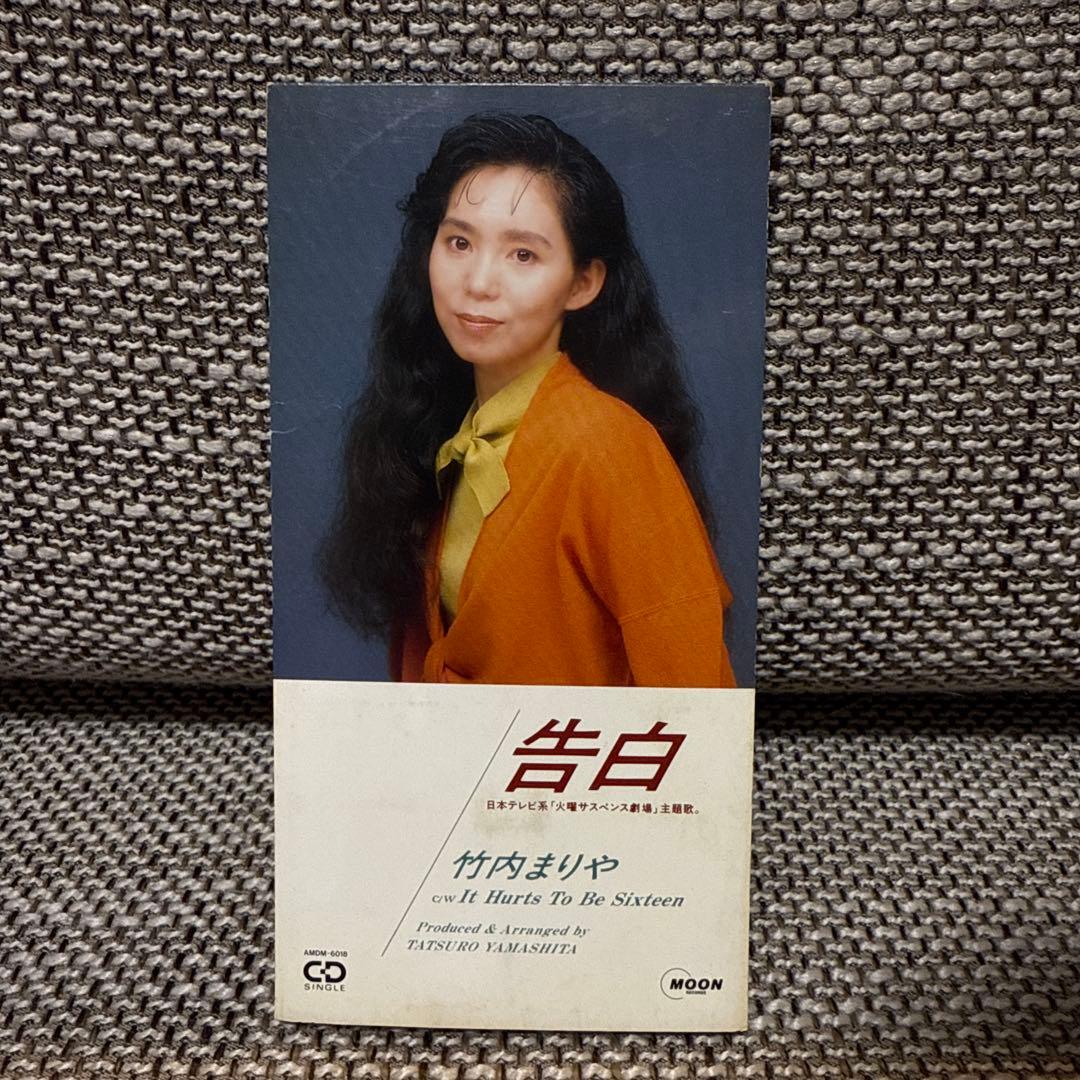 告白
日本テレビ系「火曜サスペンス劇場」主題歌。
竹内まりや
C/W It Hurts To Be Sixteen
Produced & Arranged by
TATSURO YAMASHITA
AMDM-6018
CD
SINGLE
MOON
RECORDS